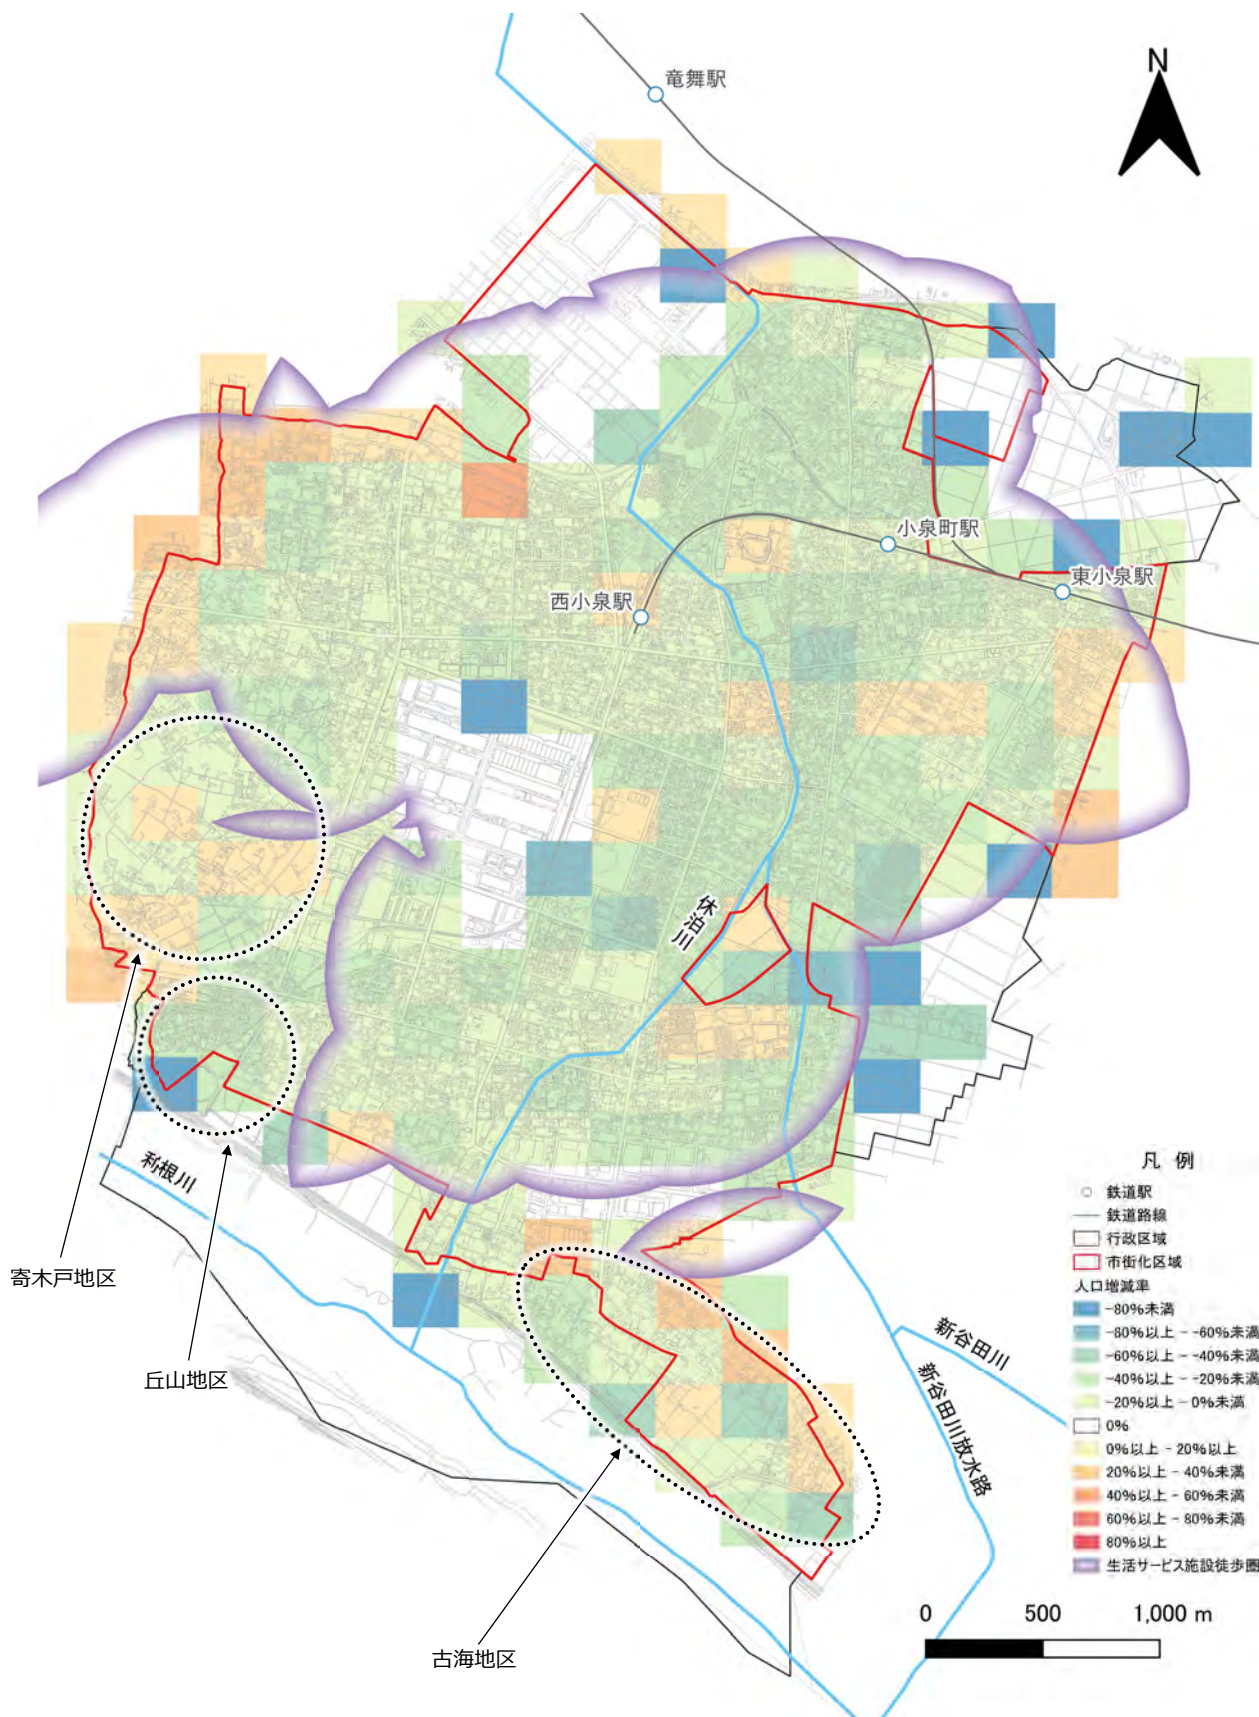 竜舞駅
N
小泉町駅
東小泉駅
西小泉駅
休泊川
利根川
寄木戸地区
丘山地区
古海地区
新谷田川
新谷田川放水路
凡 例
鉄道駅
鉄道路線
行政区域
市街化区域
人口増減率
-80%未満
-80%以上 - -60%未満
-60%以上 - -40%未満
-40%以上 - -20%未満
-20%以上 - 0%未満
0%
0%以上 - 20%以上
20%以上 - 40%未満
40%以上 - 60%未満
60%以上 - 80%未満
80%以上
生活サービス施設徒歩圏
0 500 1,000 m